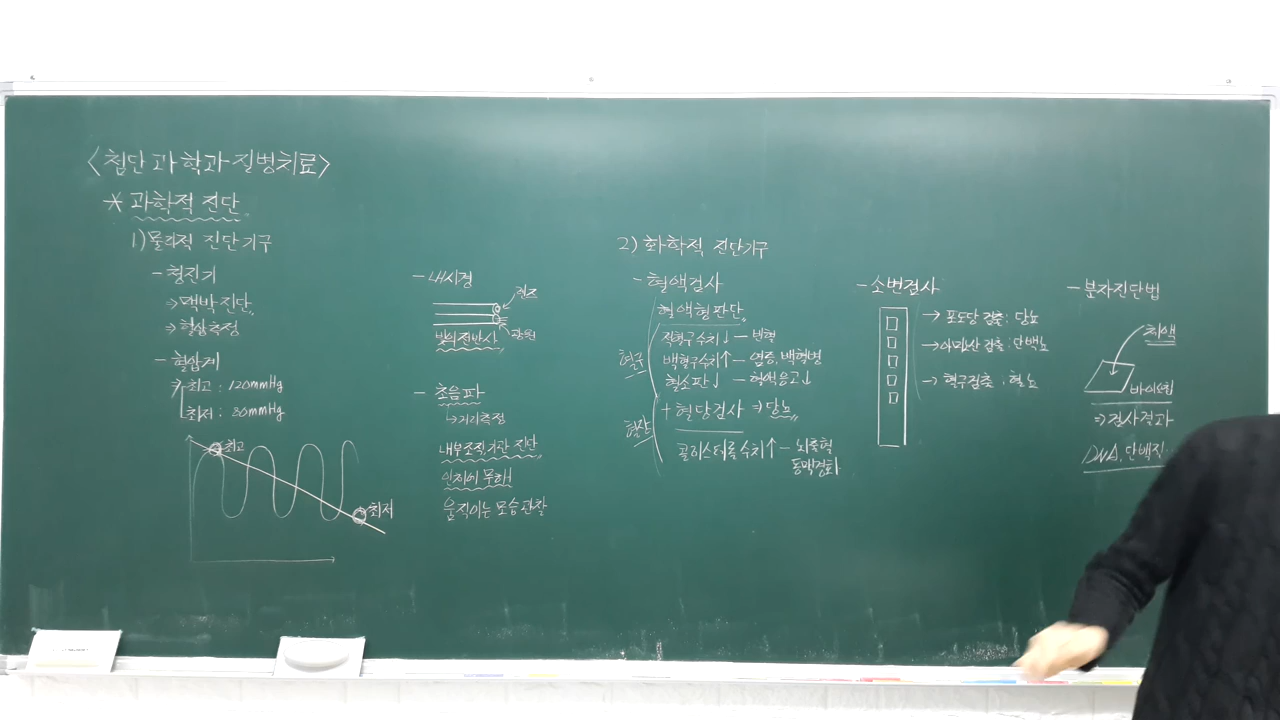 <첨단과학과 질병치료>
* 과학적 진단
1) 물리적 진단기구
- 청진기
⇒ 맥박 진단
⇒ 혈압측정
- 혈압계
최고 : 120mmHg
최저 : 80mmHg
최고
최저
- 내시경
렌즈
광원
빛의 전반사
- 초음파
→ 거리측정
내부조직, 기관 진단
인체에 무해!
움직이는 모습 관찰
2) 화학적 진단기구
- 혈액검사
혈액형판단
혈구
적혈구수치↓ - 빈혈
백혈구수치↑ - 염증, 백혈병
혈소판↓ - 혈액응고↓
+ 혈당검사 ⇒ 당뇨
콜레스테롤수치↑ - 뇌출혈
동맥경화
- 소변검사
→ 포도당 검출 : 당뇨
→ 아미노산 검출 : 단백뇨
→ 혈구검출 : 혈뇨
- 분자진단법
혈액
바이오칩
⇒ 검사결과
DNA, 단백질